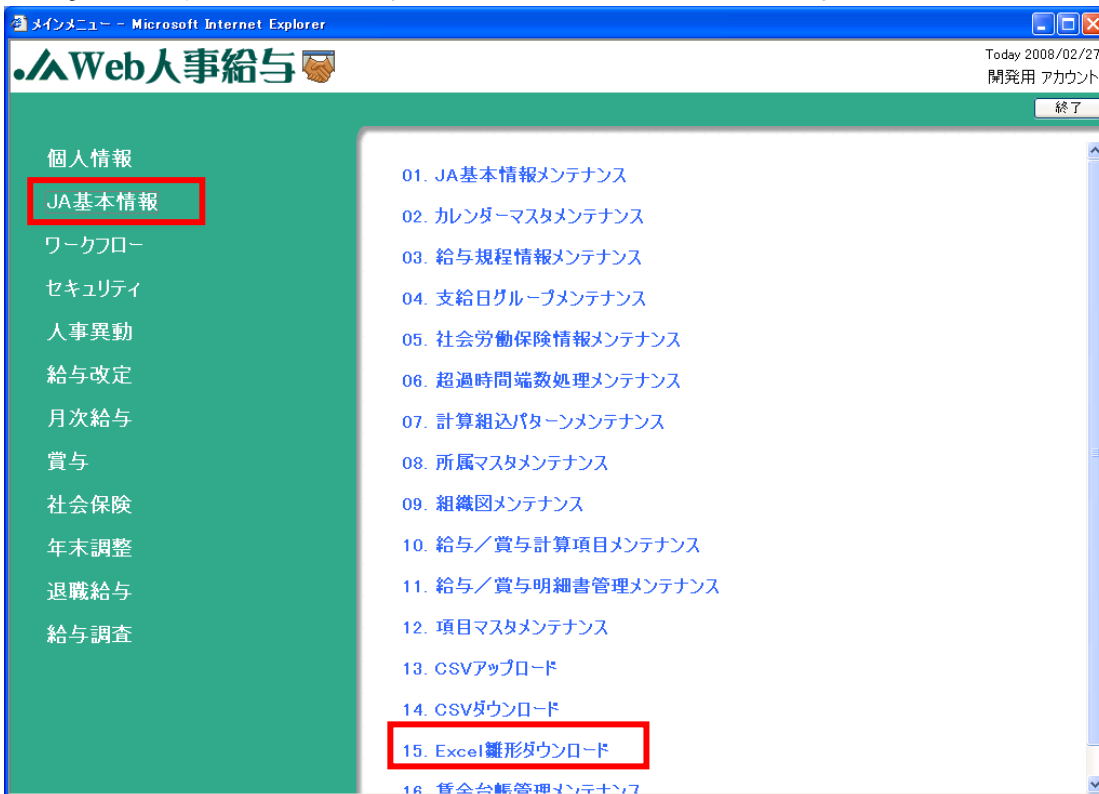 メインメニュー - Microsoft Internet Explorer
Web人事給与
Today 2008/02/27
開発用 アカウント
終了
個人情報
JA基本情報
ワークフロー
セキュリティ
人事異動
給与改定
月次給与
賞与
社会保険
年末調整
退職給与
給与調査
01. JA基本情報メンテナンス
02. カレンダーマスタメンテナンス
03. 給与規程情報メンテナンス
04. 支給日グループメンテナンス
05. 社会労働保険情報メンテナンス
06. 超過時間端数処理メンテナンス
07. 計算組込パターンメンテナンス
08. 所属マスタメンテナンス
09. 組織図メンテナンス
10. 給与／賞与計算項目メンテナンス
11. 給与／賞与明細書管理メンテナンス
12. 項目マスタメンテナンス
13. CSVアップロード
14. CSVダウンロード
15. Excel雛形ダウンロード
16. 賃金台帳管理メンテナンス